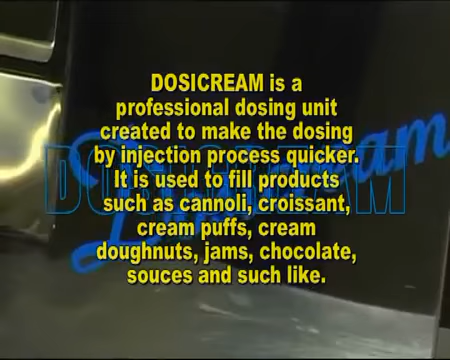 DOSICREAM is a
professional dosing unit
created to make the dosing
by injection process quicker.
It is used to fill products
such as cannoli, croissant,
cream puffs, cream
doughnuts, jams, chocolate,
souces and such like.
DOSICREAM